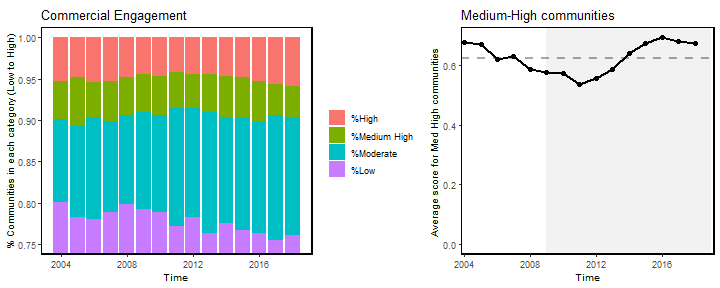 Commercial Engagement
% Communities in each category (Low to High)
1.00
0.95
0.90
0.85
0.80
0.75
2004
2008
2012
2016
Time
%High
%Medium High
%Moderate
%Low
Medium-High communities
Average score for Med High communities
0.6
0.4
0.2
0.0
2004
2008
2012
2016
Time